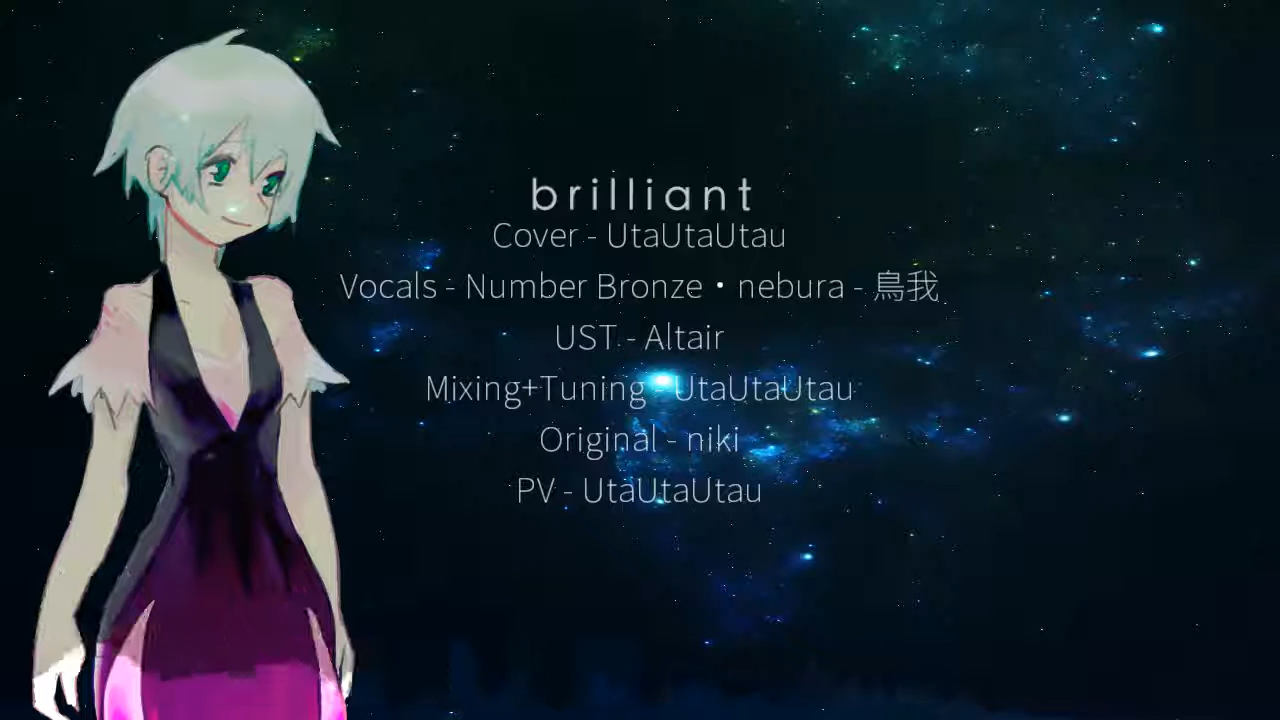 brilliant
Cover - UtaUtaUtau
Vocals - Number Bronze・nebura - 鳥我
UST - Altair
Mixing+Tuning - UtaUtaUtau
Original - niki
PV - UtaUtaUtau